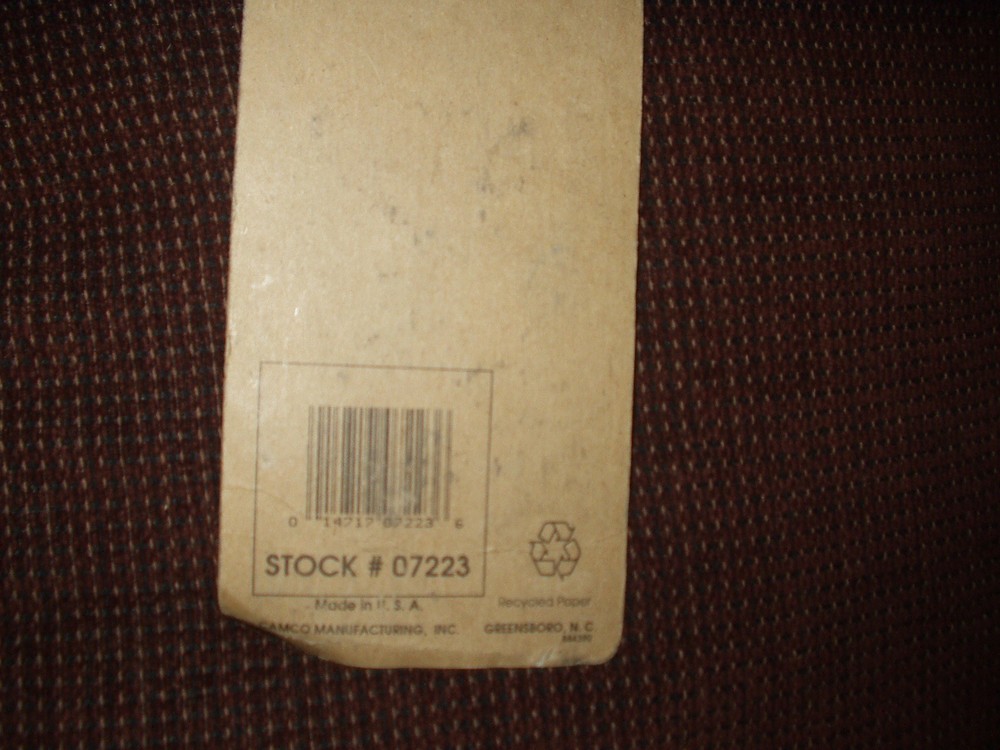 0 14717 07223 6
STOCK # 07223
Made in U. S. A.
Recycled Paper
CAMCO MANUFACTURING, INC. GREENSBORO, N. C